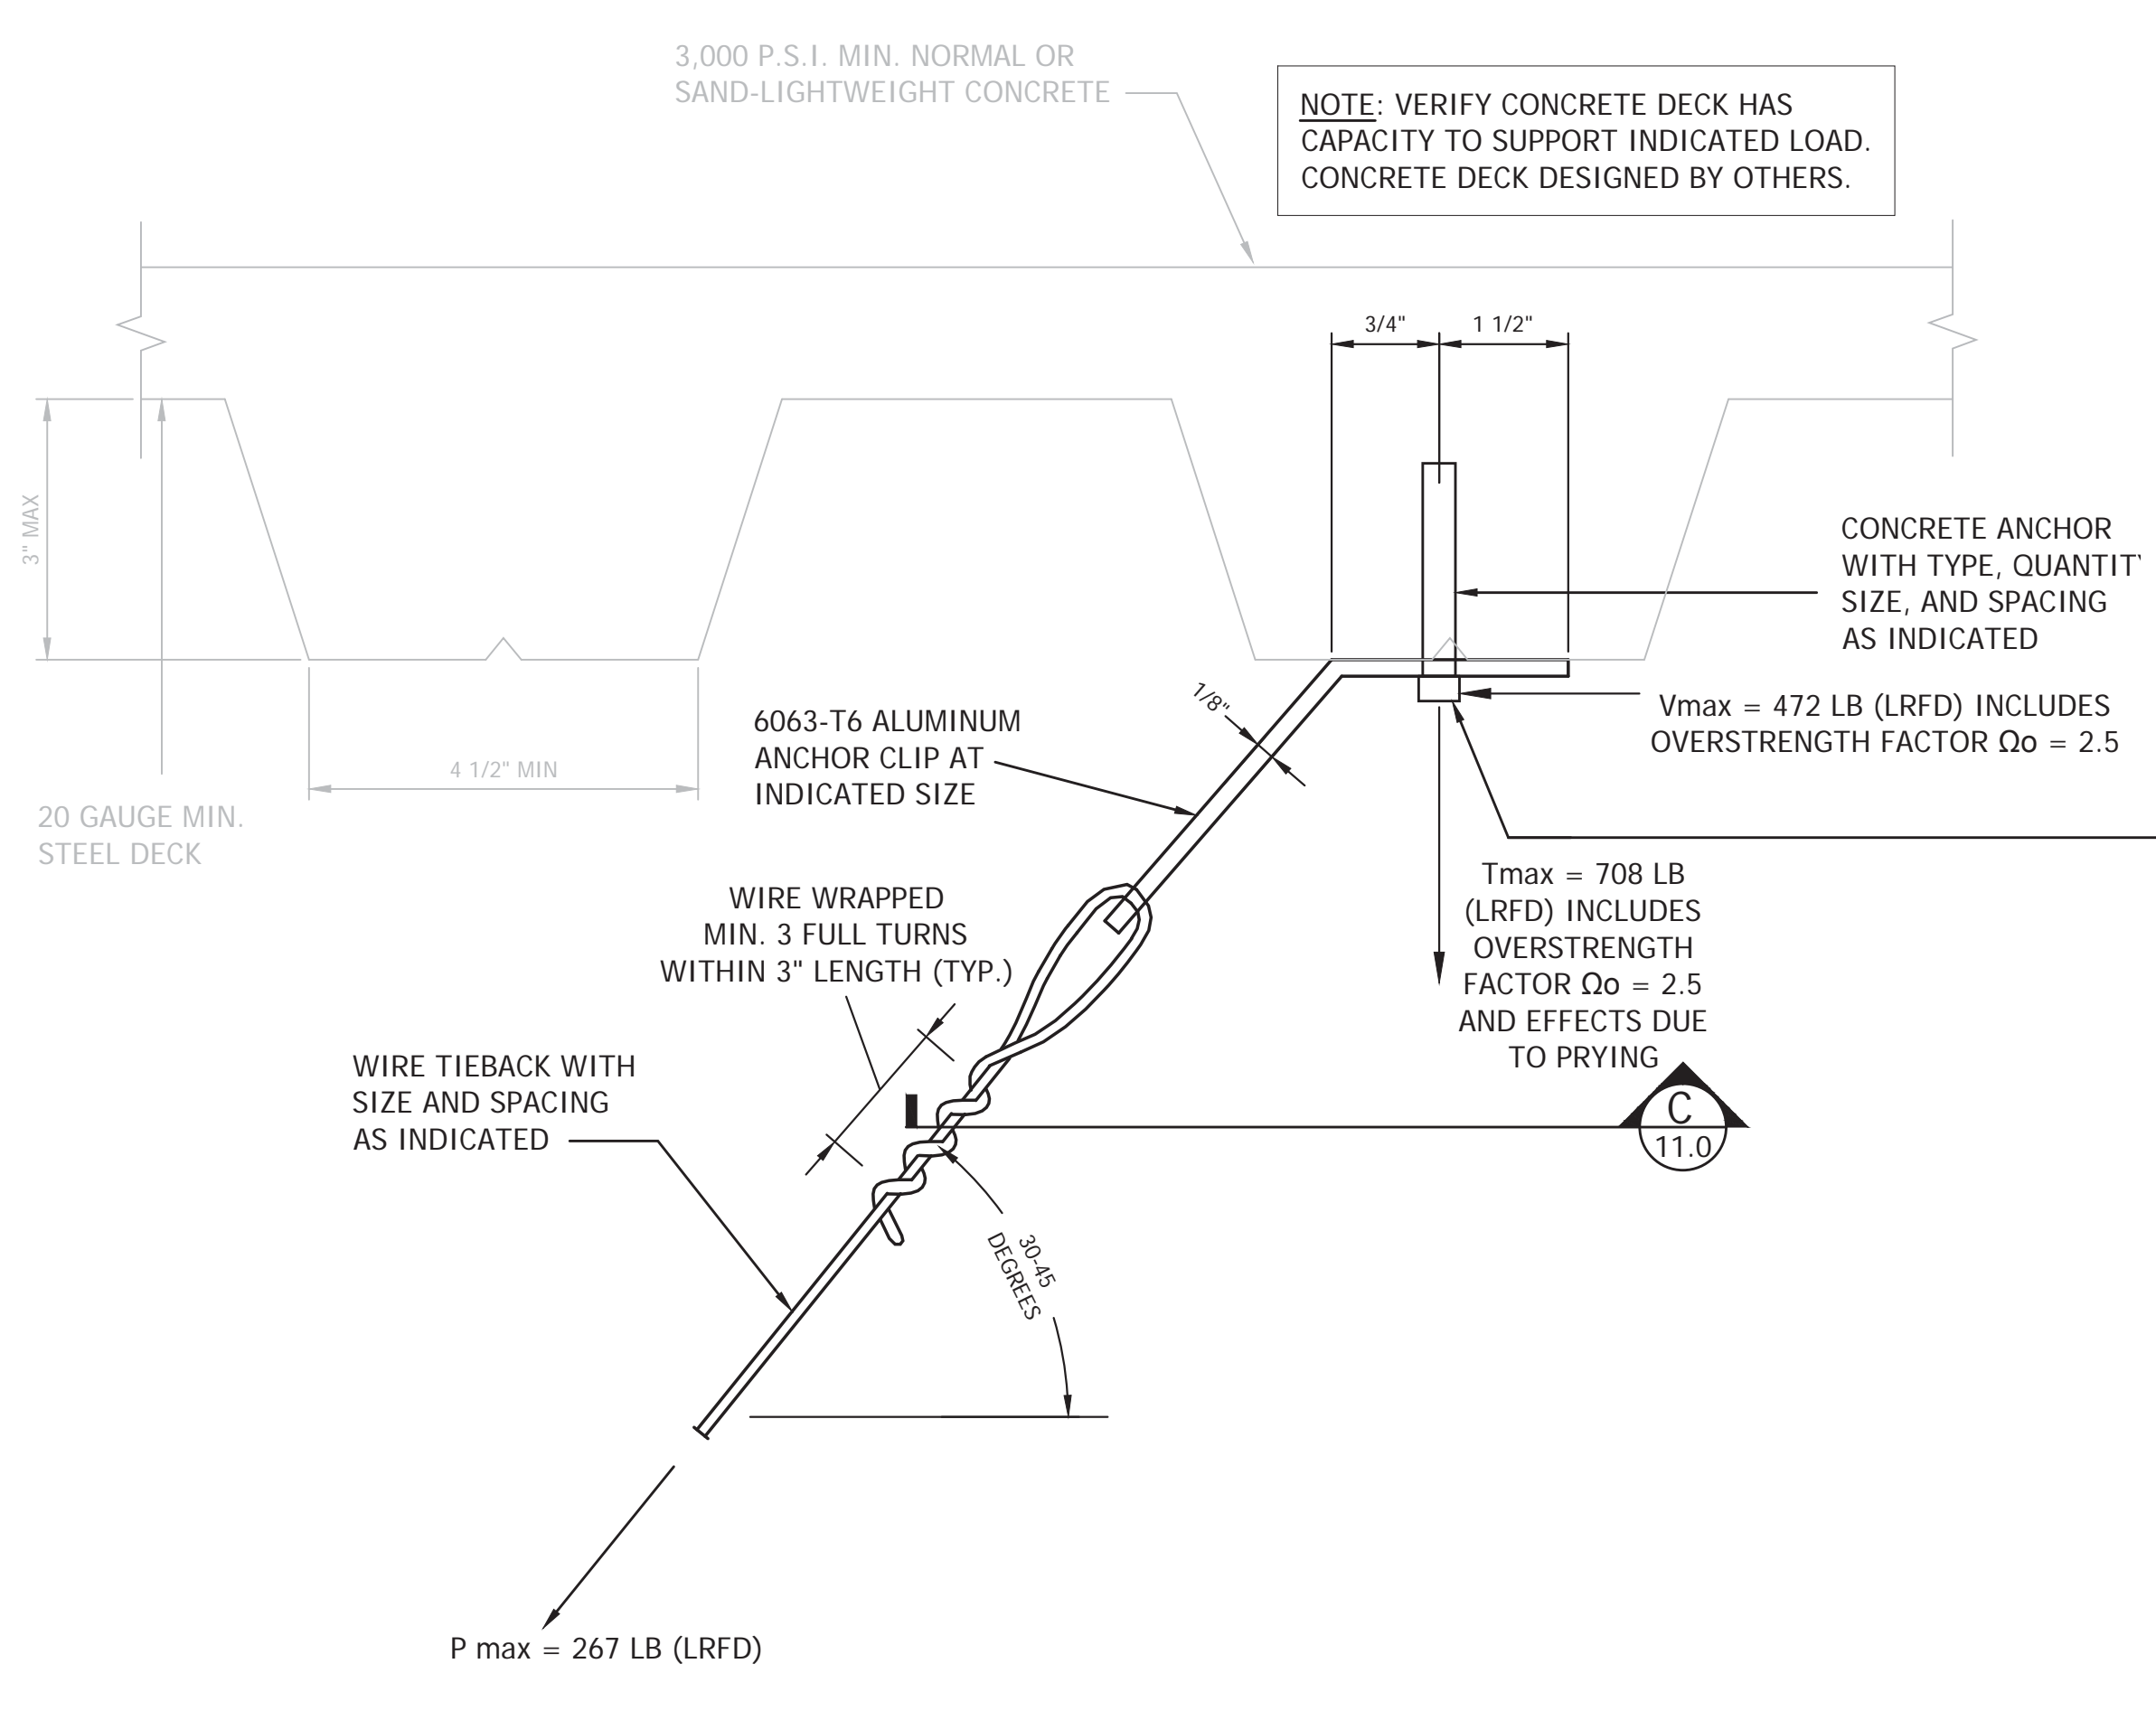 3,000 P.S.I. MIN. NORMAL OR
SAND-LIGHTWEIGHT CONCRETE
NOTE: VERIFY CONCRETE DECK HAS
CAPACITY TO SUPPORT INDICATED LOAD.
CONCRETE DECK DESIGNED BY OTHERS.
3/4"
1 1/2"
3" MAX
CONCRETE ANCHOR
WITH TYPE, QUANTIT
SIZE, AND SPACING
AS INDICATED
1/8"
6063-T6 ALUMINUM
ANCHOR CLIP AT
INDICATED SIZE
Vmax = 472 LB (LRFD) INCLUDES
OVERSTRENGTH FACTOR Ωo = 2.5
4 1/2" MIN
20 GAUGE MIN.
STEEL DECK
Tmax = 708 LB
(LRFD) INCLUDES
OVERSTRENGTH
FACTOR Ωo = 2.5
AND EFFECTS DUE
TO PRYING
WIRE WRAPPED
MIN. 3 FULL TURNS
WITHIN 3" LENGTH (TYP.)
WIRE TIEBACK WITH
SIZE AND SPACING
AS INDICATED
C
11.0
30-45
DEGREES
P max = 267 LB (LRFD)